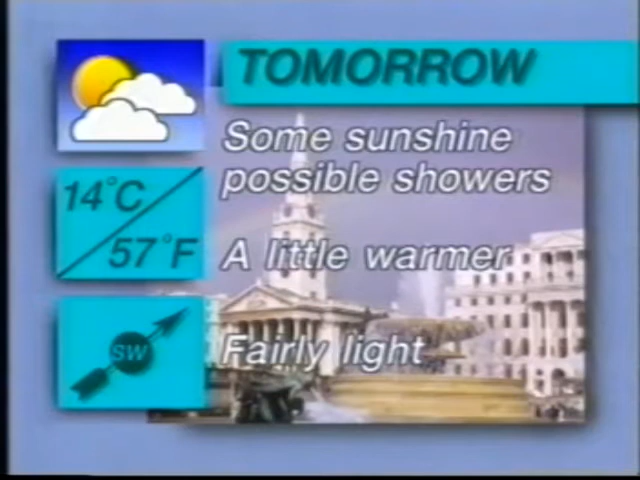 TOMORROW
Some sunshine
possible showers
14°C
57°F
A little warmer
SW
Fairly light